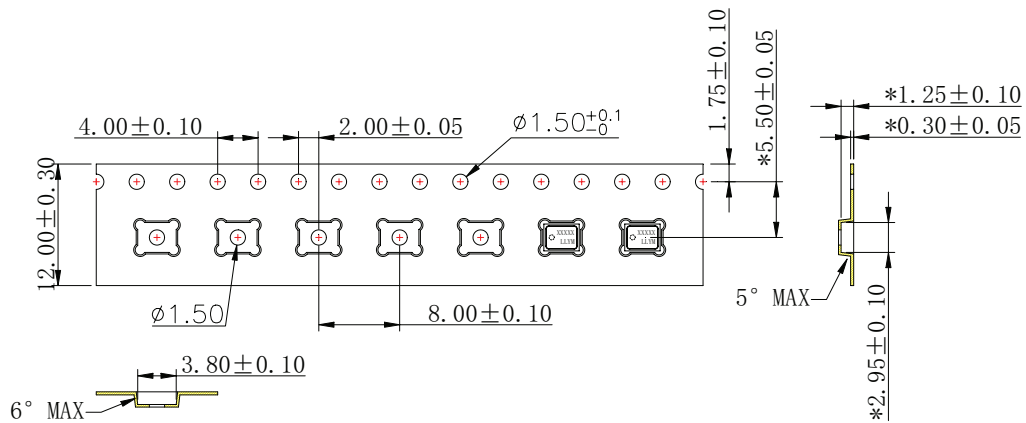 4.00±0.10
2.00±0.05
⌀1.50+0.1 −0
1.75±0.10
*5.50±0.05
*1.25±0.10
*0.30±0.05
12.00±0.30
XXXXX
LLYM
XXXXX
LLYM
⌀1.50
8.00±0.10
5° MAX
*2.95±0.10
3.80±0.10
6° MAX